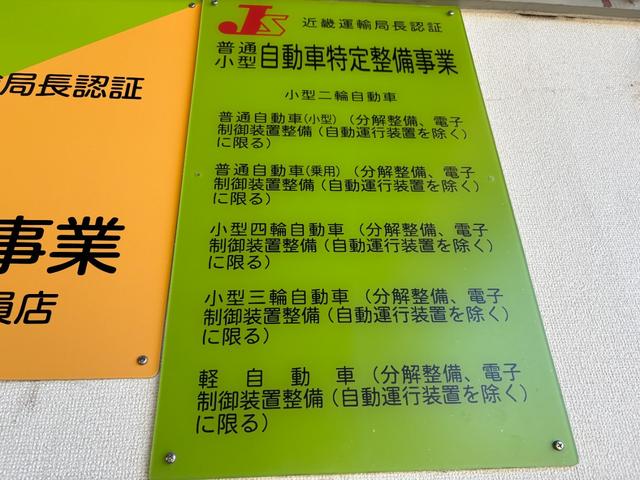 局長認証
事業
員店
JS
近畿運輸局長認証
普通
小型
自動車特定整備事業
小型二輪自動車
普通自動車(小型)(分解整備、電子
制御装置整備(自動運行装置を除く)
に限る)
普通自動車(乗用)(分解整備、電子
制御装置整備(自動運行装置を除く)
に限る)
小型四輪自動車(分解整備、電子
制御装置整備(自動運行装置を除く)
に限る)
小型三輪自動車(分解整備、電子
制御装置整備(自動運行装置を除く)
に限る)
軽自動車(分解整備、電子
制御装置整備(自動運行装置を除く)
に限る)